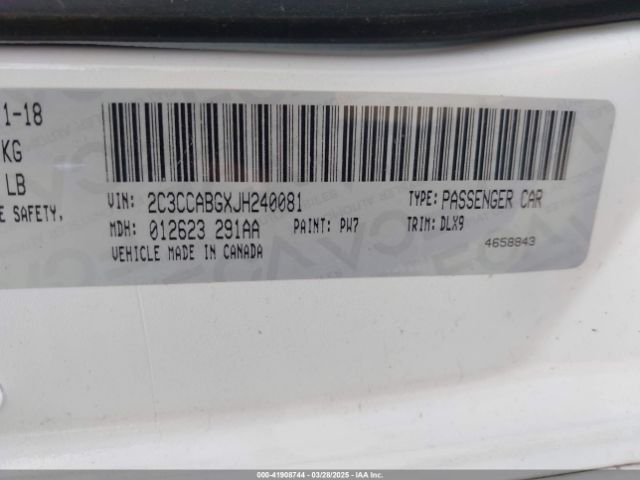 1-18
KG
LB
E SAFETY,
VIN: 2C3CCABGXJH240081
TYPE: PASSENGER CAR
MDH: 012623 291AA
PAINT: PW7
TRIM: DLX9
VEHICLE MADE IN CANADA
4658843
000-41908744 | 03/28/2025 | IAA Inc. (A)